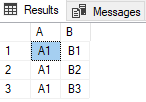 Results Messages
A B
1 A1 B1
2 A1 B2
3 A1 B3